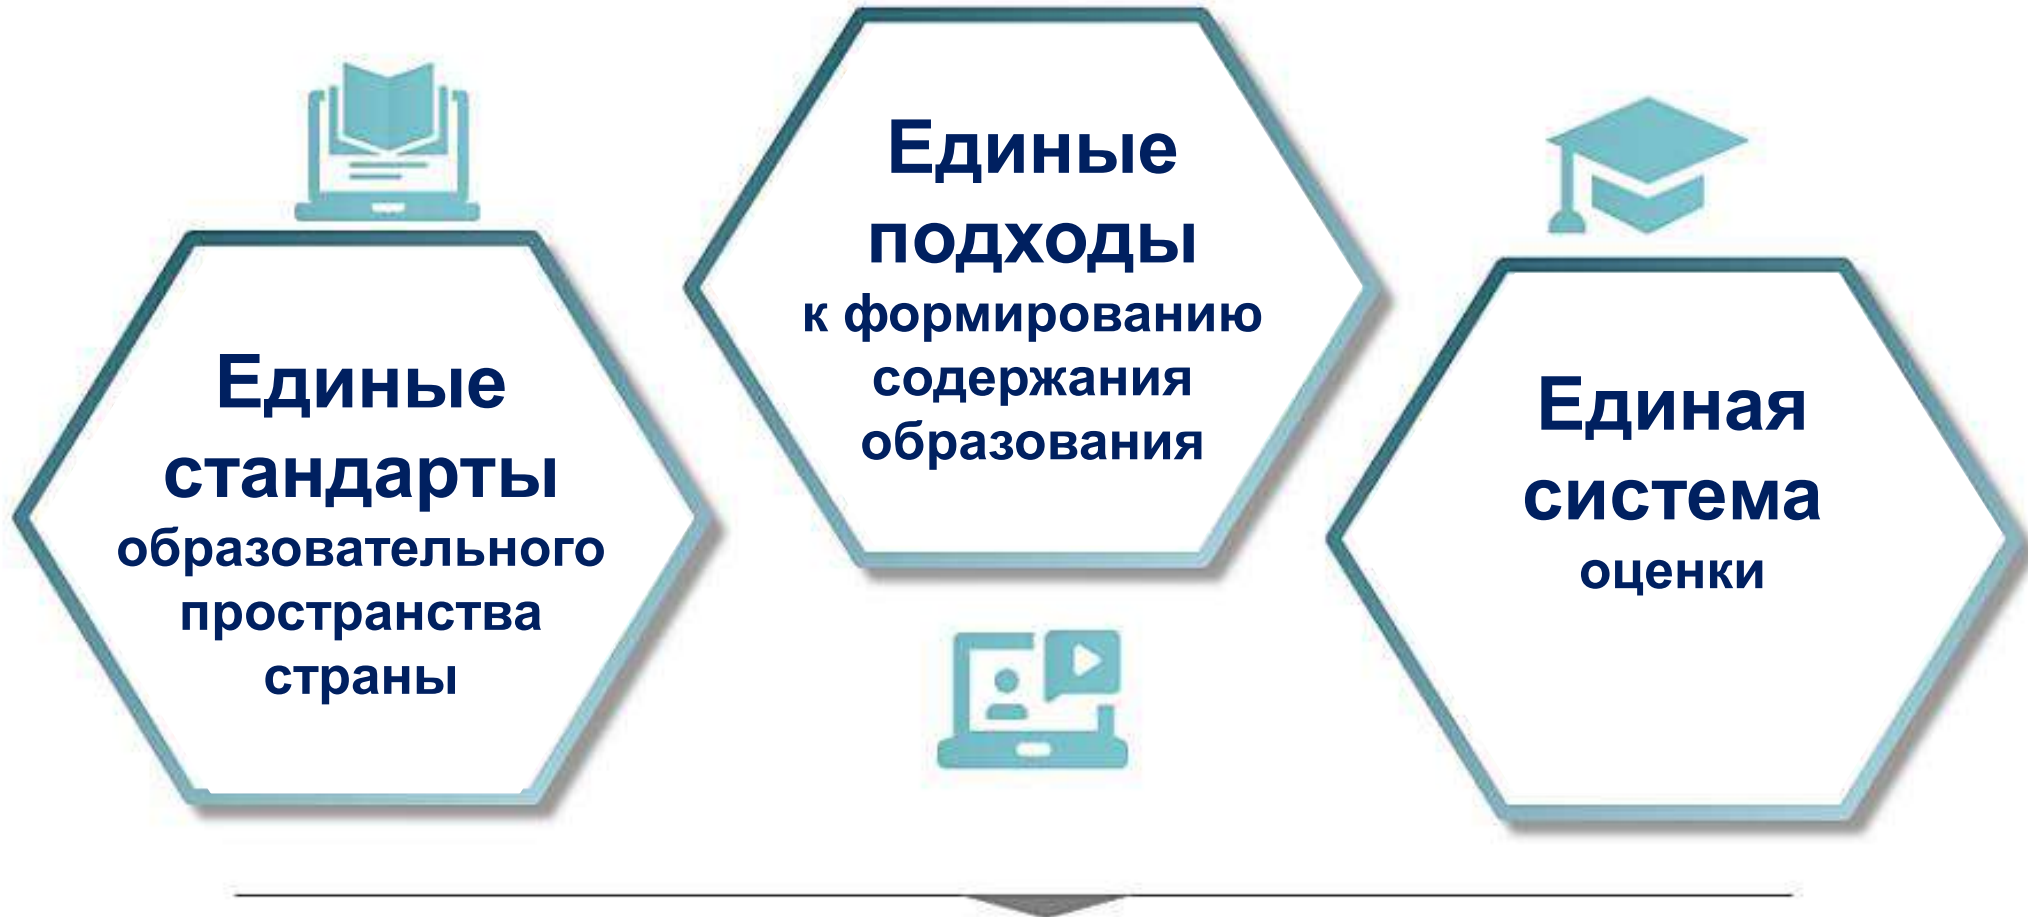 Единые
стандарты
образовательного
пространства
страны
Единые
подходы
к формированию
содержания
образования
Единая
система
оценки